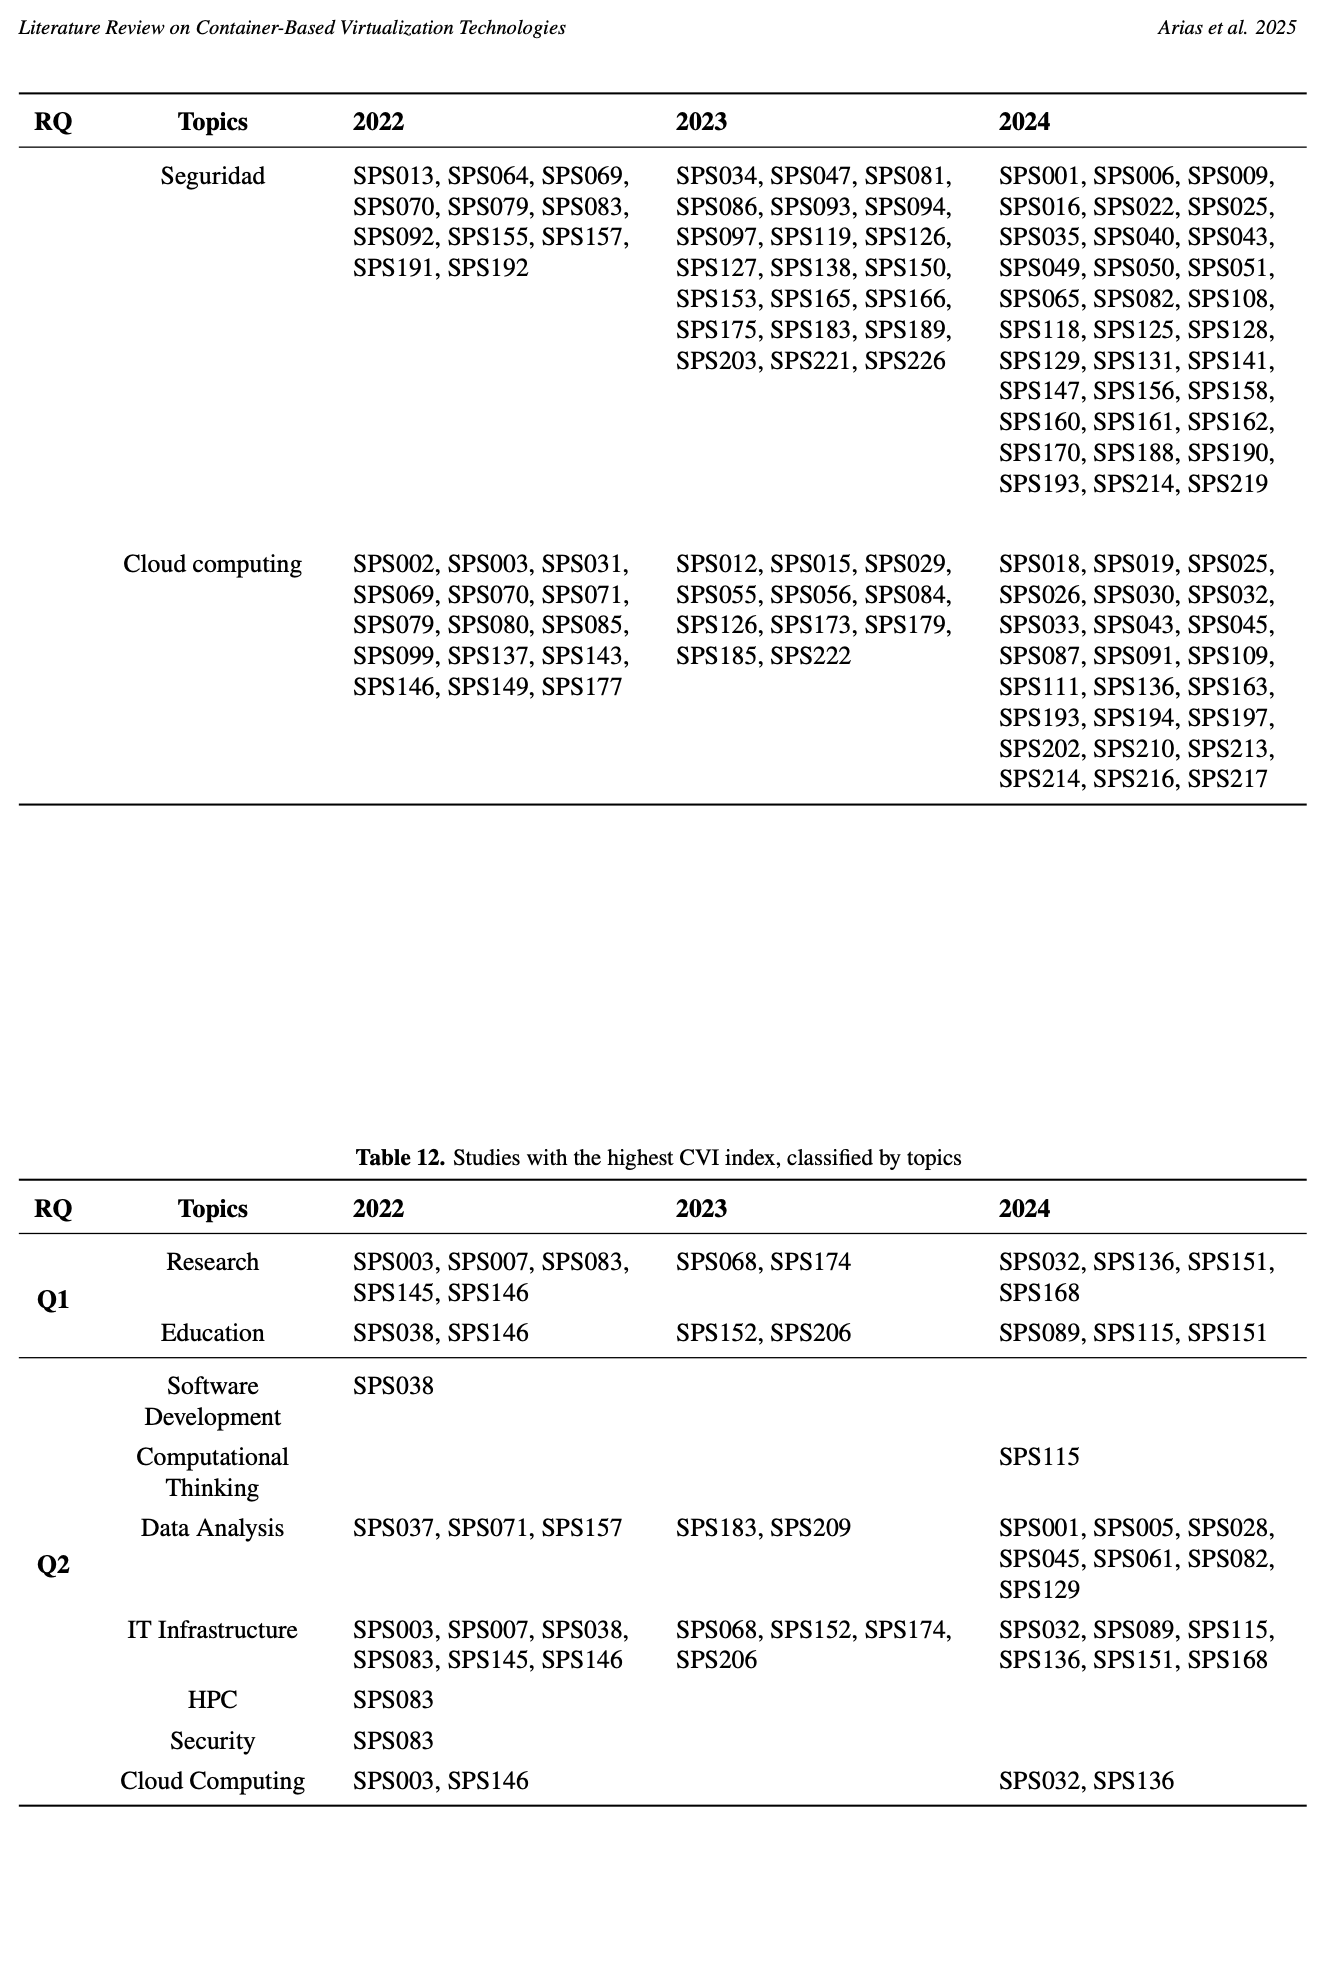 Literature Review on Container-Based Virtualization Technologies Arias et al. 2025
RQ Topics 2022 2023 2024
Seguridad SPS013, SPS064, SPS069, SPS034, SPS047, SPS081, SPS001, SPS006, SPS009,
SPS070, SPS079, SPS083, SPS086, SPS093, SPS094, SPS016, SPS022, SPS025,
SPS092, SPS155, SPS157, SPS097, SPS119, SPS126, SPS035, SPS040, SPS043,
SPS191, SPS192 SPS127, SPS138, SPS150, SPS049, SPS050, SPS051,
SPS153, SPS165, SPS166, SPS065, SPS082, SPS108,
SPS175, SPS183, SPS189, SPS118, SPS125, SPS128,
SPS203, SPS221, SPS226 SPS129, SPS131, SPS141,
SPS147, SPS156, SPS158,
SPS160, SPS161, SPS162,
SPS170, SPS188, SPS190,
SPS193, SPS214, SPS219
Cloud computing SPS002, SPS003, SPS031, SPS012, SPS015, SPS029, SPS018, SPS019, SPS025,
SPS069, SPS070, SPS071, SPS055, SPS056, SPS084, SPS026, SPS030, SPS032,
SPS079, SPS080, SPS085, SPS126, SPS173, SPS179, SPS033, SPS043, SPS045,
SPS099, SPS137, SPS143, SPS185, SPS222 SPS087, SPS091, SPS109,
SPS146, SPS149, SPS177 SPS111, SPS136, SPS163,
SPS193, SPS194, SPS197,
SPS202, SPS210, SPS213,
SPS214, SPS216, SPS217
Table 12. Studies with the highest CVI index, classified by topics
RQ Topics 2022 2023 2024
Research SPS003, SPS007, SPS083, SPS068, SPS174 SPS032, SPS136, SPS151,
Q1 SPS145, SPS146 SPS168
Education SPS038, SPS146 SPS152, SPS206 SPS089, SPS115, SPS151
Software SPS038
Development
Computational SPS115
Thinking
Data Analysis SPS037, SPS071, SPS157 SPS183, SPS209 SPS001, SPS005, SPS028,
Q2 SPS045, SPS061, SPS082,
SPS129
IT Infrastructure SPS003, SPS007, SPS038, SPS068, SPS152, SPS174, SPS032, SPS089, SPS115,
SPS083, SPS145, SPS146 SPS206 SPS136, SPS151, SPS168
HPC SPS083
Security SPS083
Cloud Computing SPS003, SPS146 SPS032, SPS136